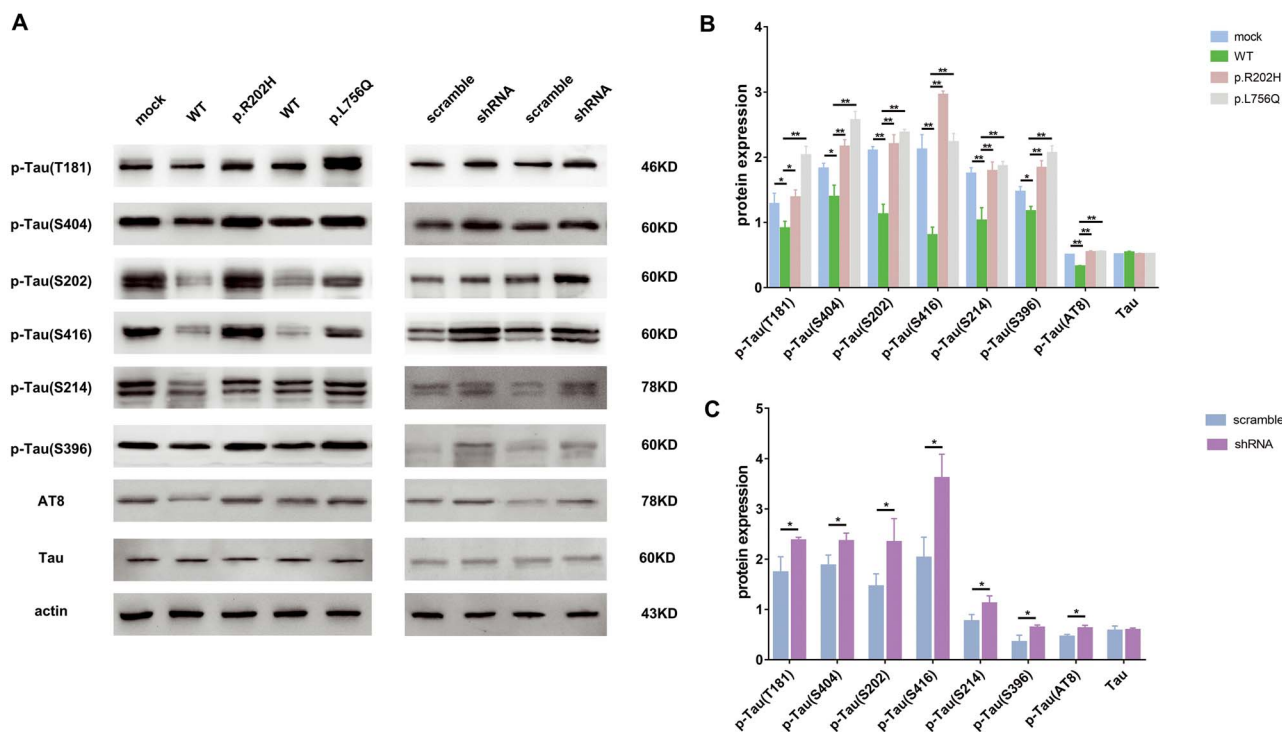 A
mock WT p.R202H WT p.L756Q scramble shRNA scramble shRNA
p-Tau(T181) 46KD
p-Tau(S404) 60KD
p-Tau(S202) 60KD
p-Tau(S416) 60KD
p-Tau(S214) 78KD
p-Tau(S396) 60KD
AT8 78KD
Tau 60KD
actin 43KD
B
mock
WT
p.R202H
p.L756Q
protein expression
4
3
2
1
0
** ** ** ** ** ** ** ** ** ** ** ** ** ** ** ** ** * * * * *
p-Tau(T181) p-Tau(S404) p-Tau(S202) p-Tau(S416) p-Tau(S214) p-Tau(S396) p-Tau(AT8) Tau
C
scramble
shRNA
protein expression
5
4
3
2
1
0
* * * * * * *
p-Tau(T181) p-Tau(S404) p-Tau(S202) p-Tau(S416) p-Tau(S214) p-Tau(S396) p-Tau(AT8) Tau